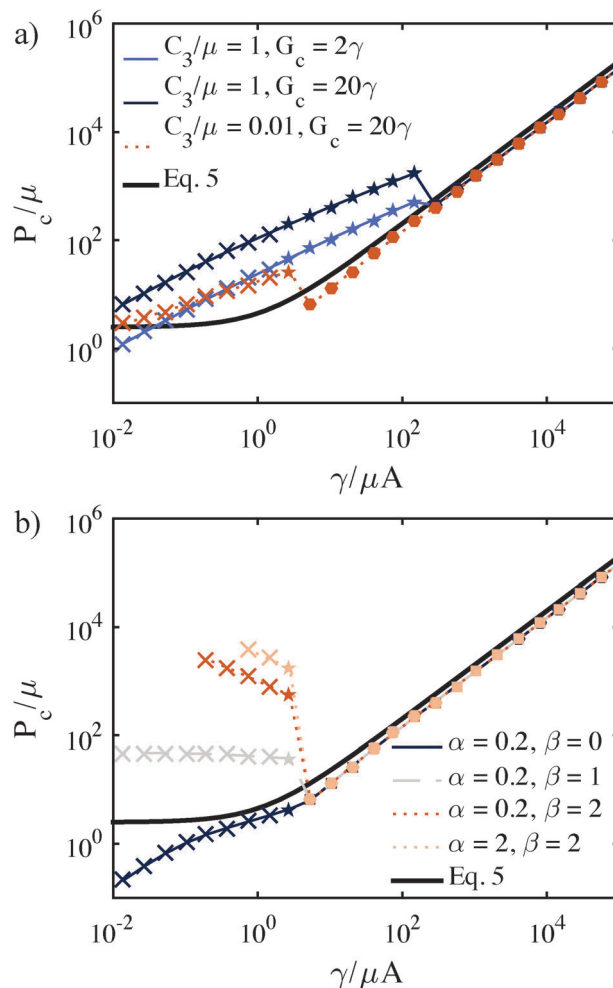 a)
10^6
10^4
10^2
10^0
P_c/μ
C_3/μ = 1, G_c = 2γ
C_3/μ = 1, G_c = 20γ
C_3/μ = 0.01, G_c = 20γ
Eq. 5
10^-2 10^0 10^2 10^4
γ/μA
b)
10^6
10^4
10^2
10^0
P_c/μ
α = 0.2, β = 0
α = 0.2, β = 1
α = 0.2, β = 2
α = 2, β = 2
Eq. 5
10^-2 10^0 10^2 10^4
γ/μA